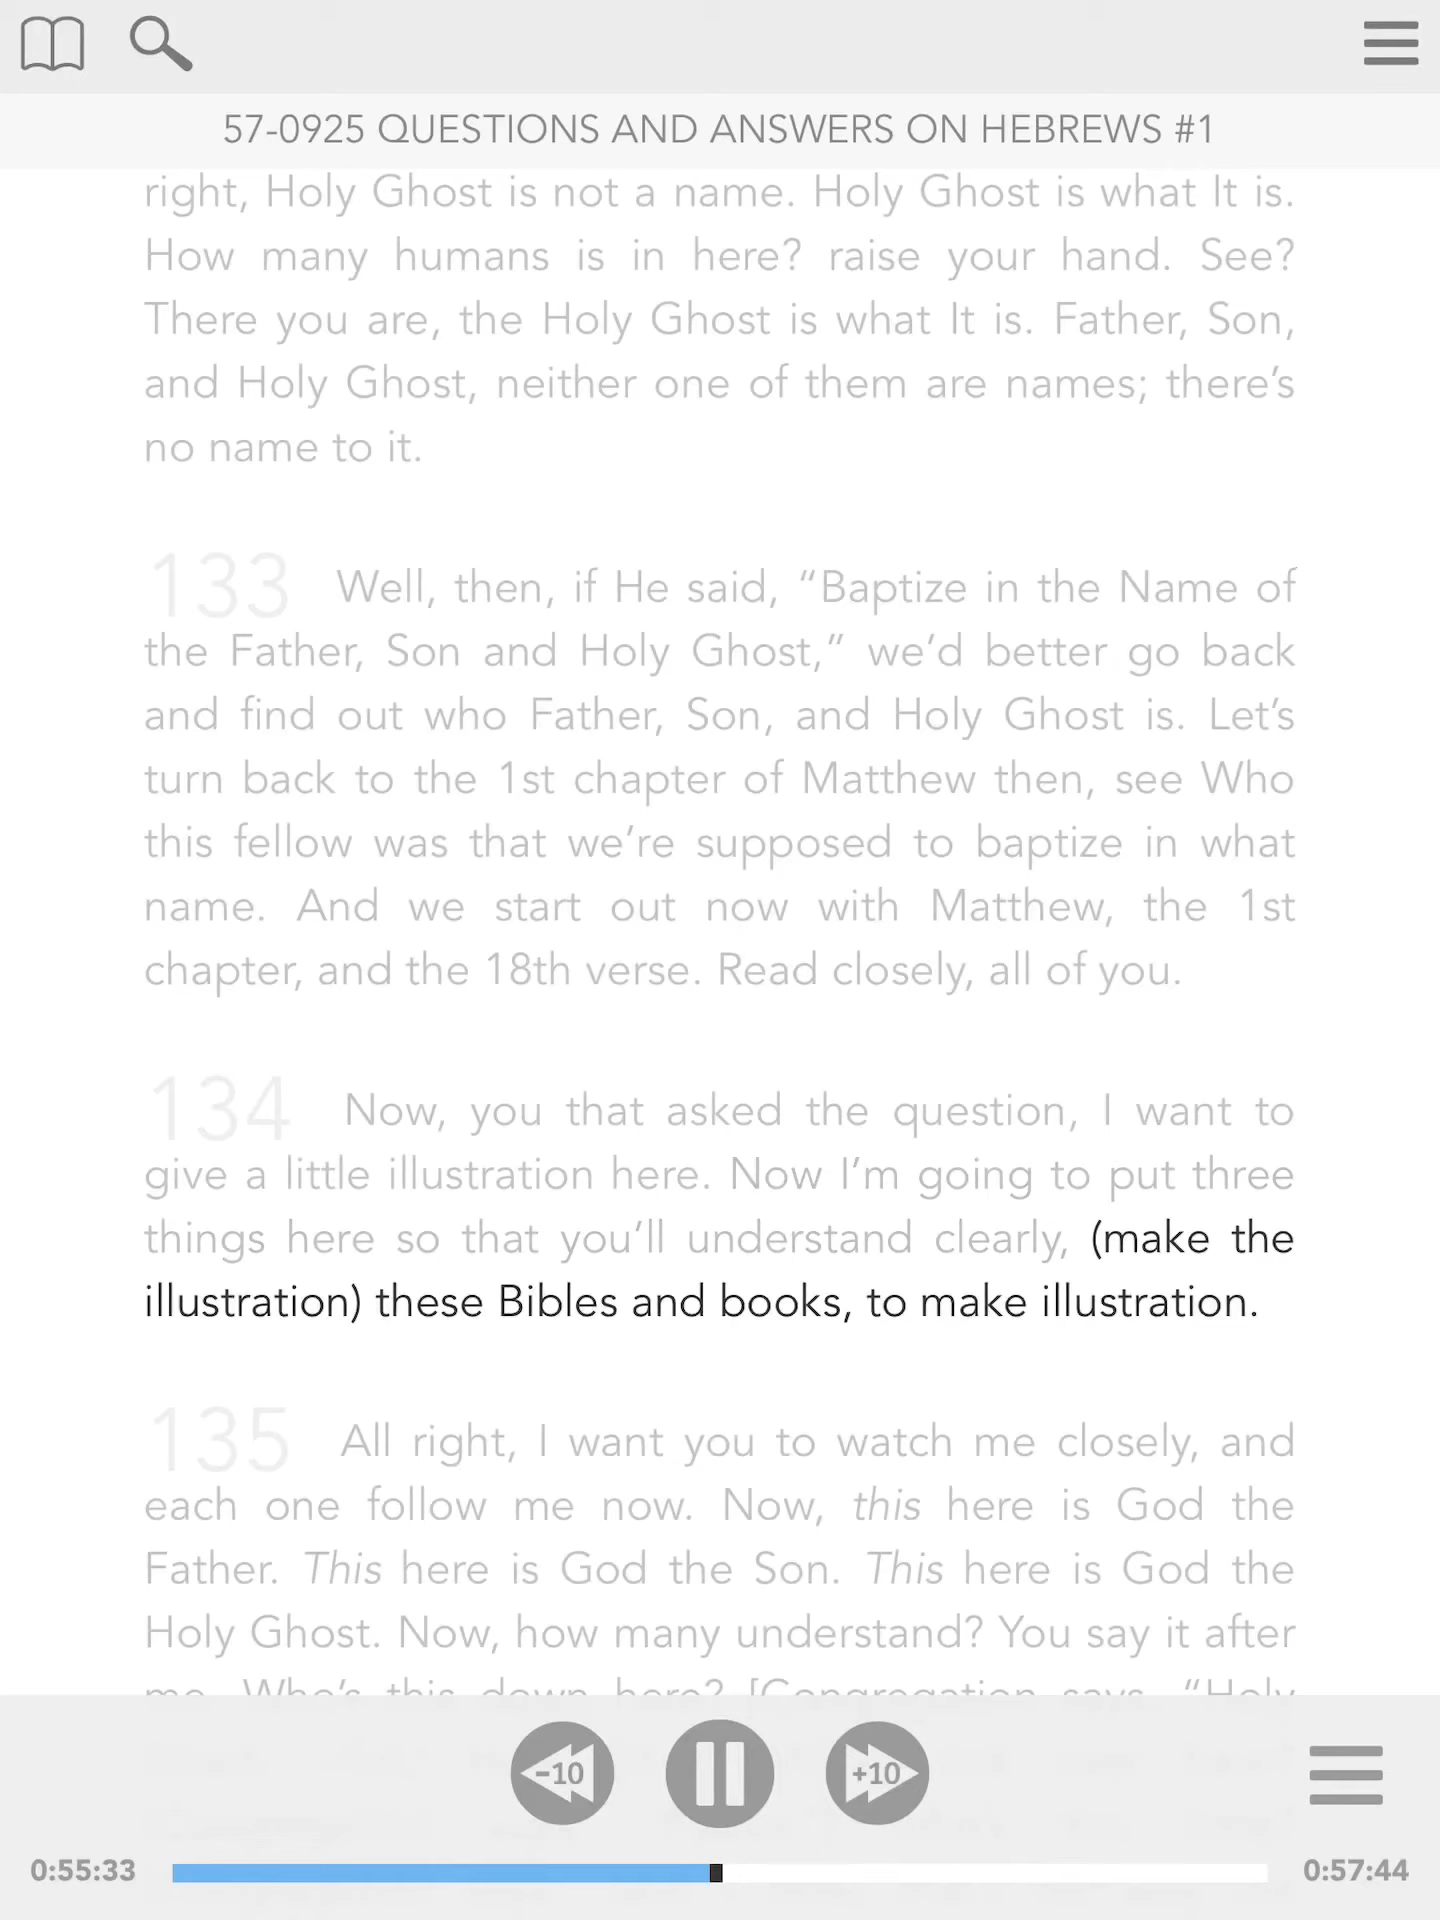 57-0925 QUESTIONS AND ANSWERS ON HEBREWS #1
right, Holy Ghost is not a name. Holy Ghost is what It is.
How many humans is in here? raise your hand. See?
There you are, the Holy Ghost is what It is. Father, Son,
and Holy Ghost, neither one of them are names; there’s
no name to it.
133 Well, then, if He said, “Baptize in the Name of
the Father, Son and Holy Ghost,” we’d better go back
and find out who Father, Son, and Holy Ghost is. Let’s
turn back to the 1st chapter of Matthew then, see Who
this fellow was that we’re supposed to baptize in what
name. And we start out now with Matthew, the 1st
chapter, and the 18th verse. Read closely, all of you.
134 Now, you that asked the question, I want to
give a little illustration here. Now I’m going to put three
things here so that you’ll understand clearly, (make the
illustration) these Bibles and books, to make illustration.
135 All right, I want you to watch me closely, and
each one follow me now. Now, this here is God the
Father. This here is God the Son. This here is God the
Holy Ghost. Now, how many understand? You say it after
me. Who’s this down here? [Congregation says, “Holy
-10 +10
0:55:33 0:57:44